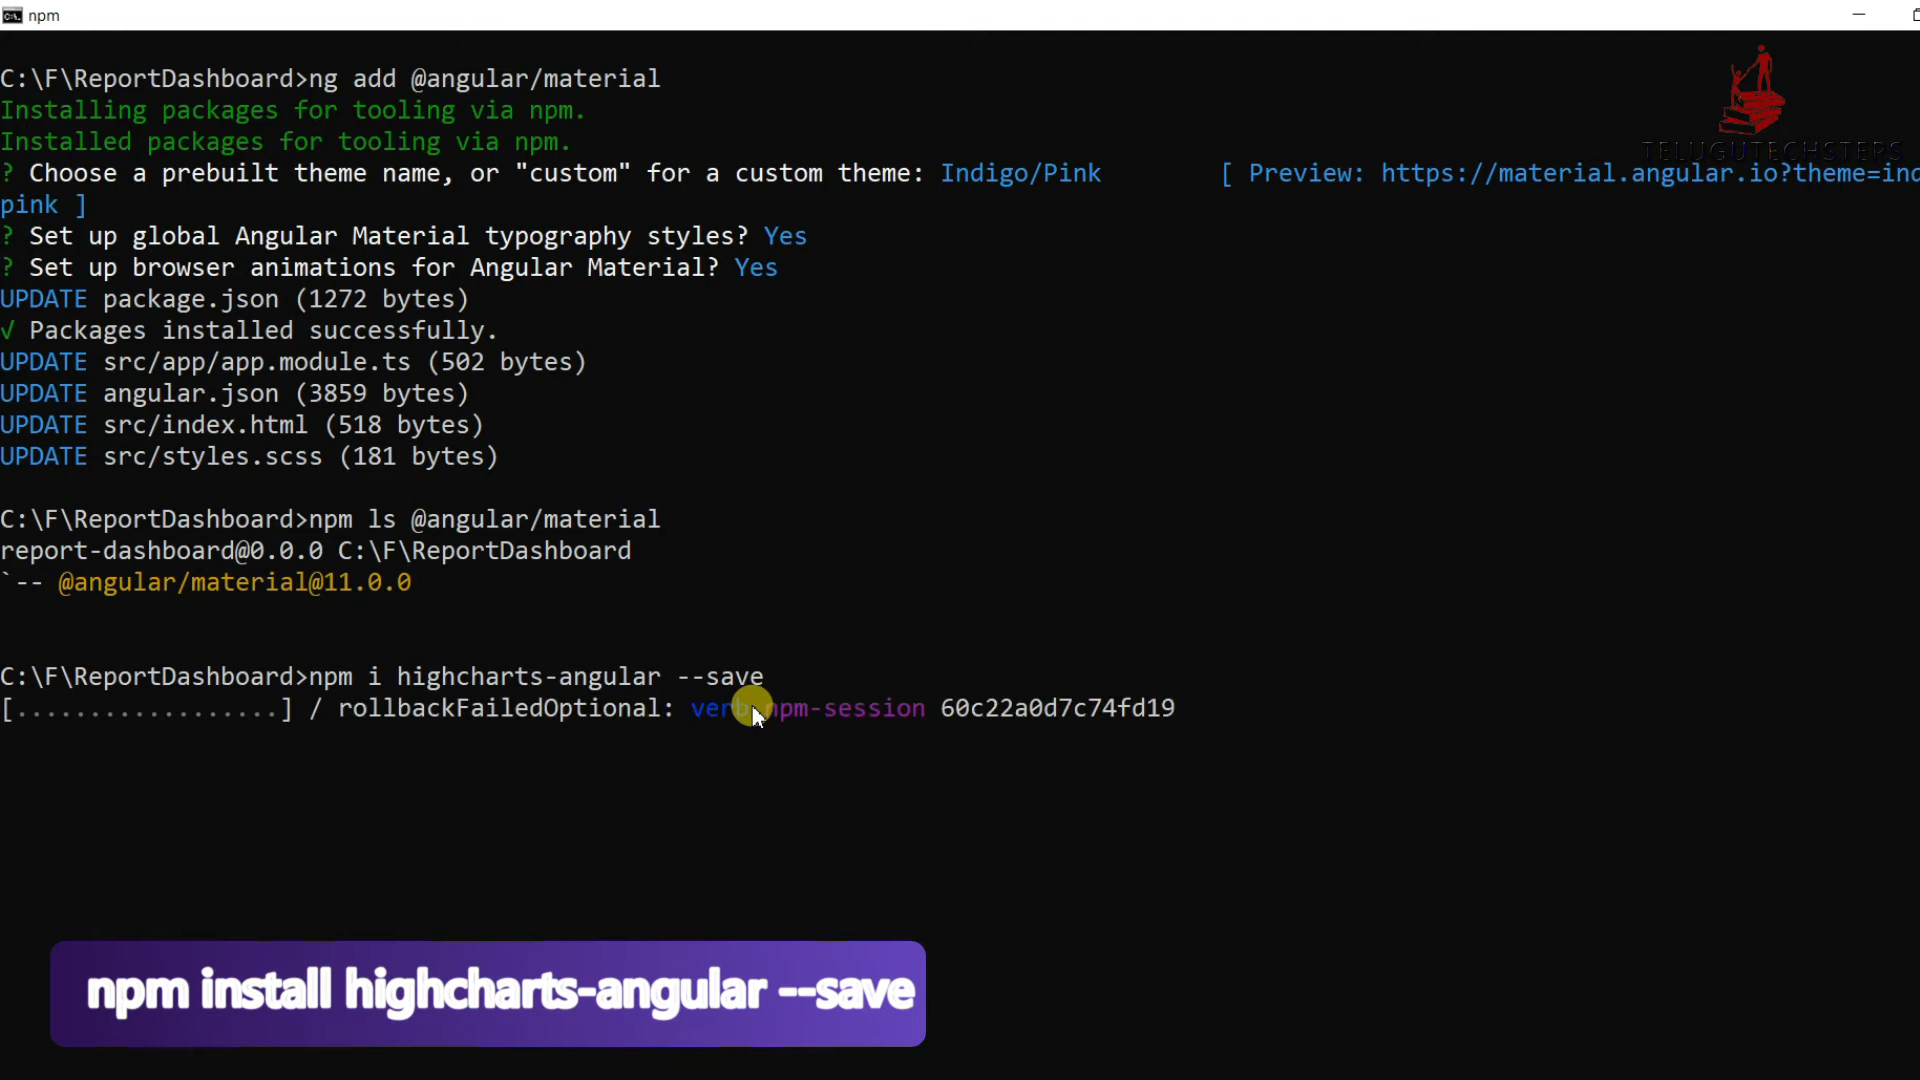 npm
C:\F\ReportDashboard>ng add @angular/material
Installing packages for tooling via npm.
Installed packages for tooling via npm.
? Choose a prebuilt theme name, or "custom" for a custom theme: Indigo/Pink        [ Preview: https://material.angular.io?theme=ind
pink ]
? Set up global Angular Material typography styles? Yes
? Set up browser animations for Angular Material? Yes
UPDATE package.json (1272 bytes)
√ Packages installed successfully.
UPDATE src/app/app.module.ts (502 bytes)
UPDATE angular.json (3859 bytes)
UPDATE src/index.html (518 bytes)
UPDATE src/styles.scss (181 bytes)
C:\F\ReportDashboard>npm ls @angular/material
report-dashboard@0.0.0 C:\F\ReportDashboard
`-- @angular/material@11.0.0
C:\F\ReportDashboard>npm i highcharts-angular --save
[..................] / rollbackFailedOptional: verb npm-session 60c22a0d7c74fd19
npm install highcharts-angular --save
TELUGUTECHSTEPS